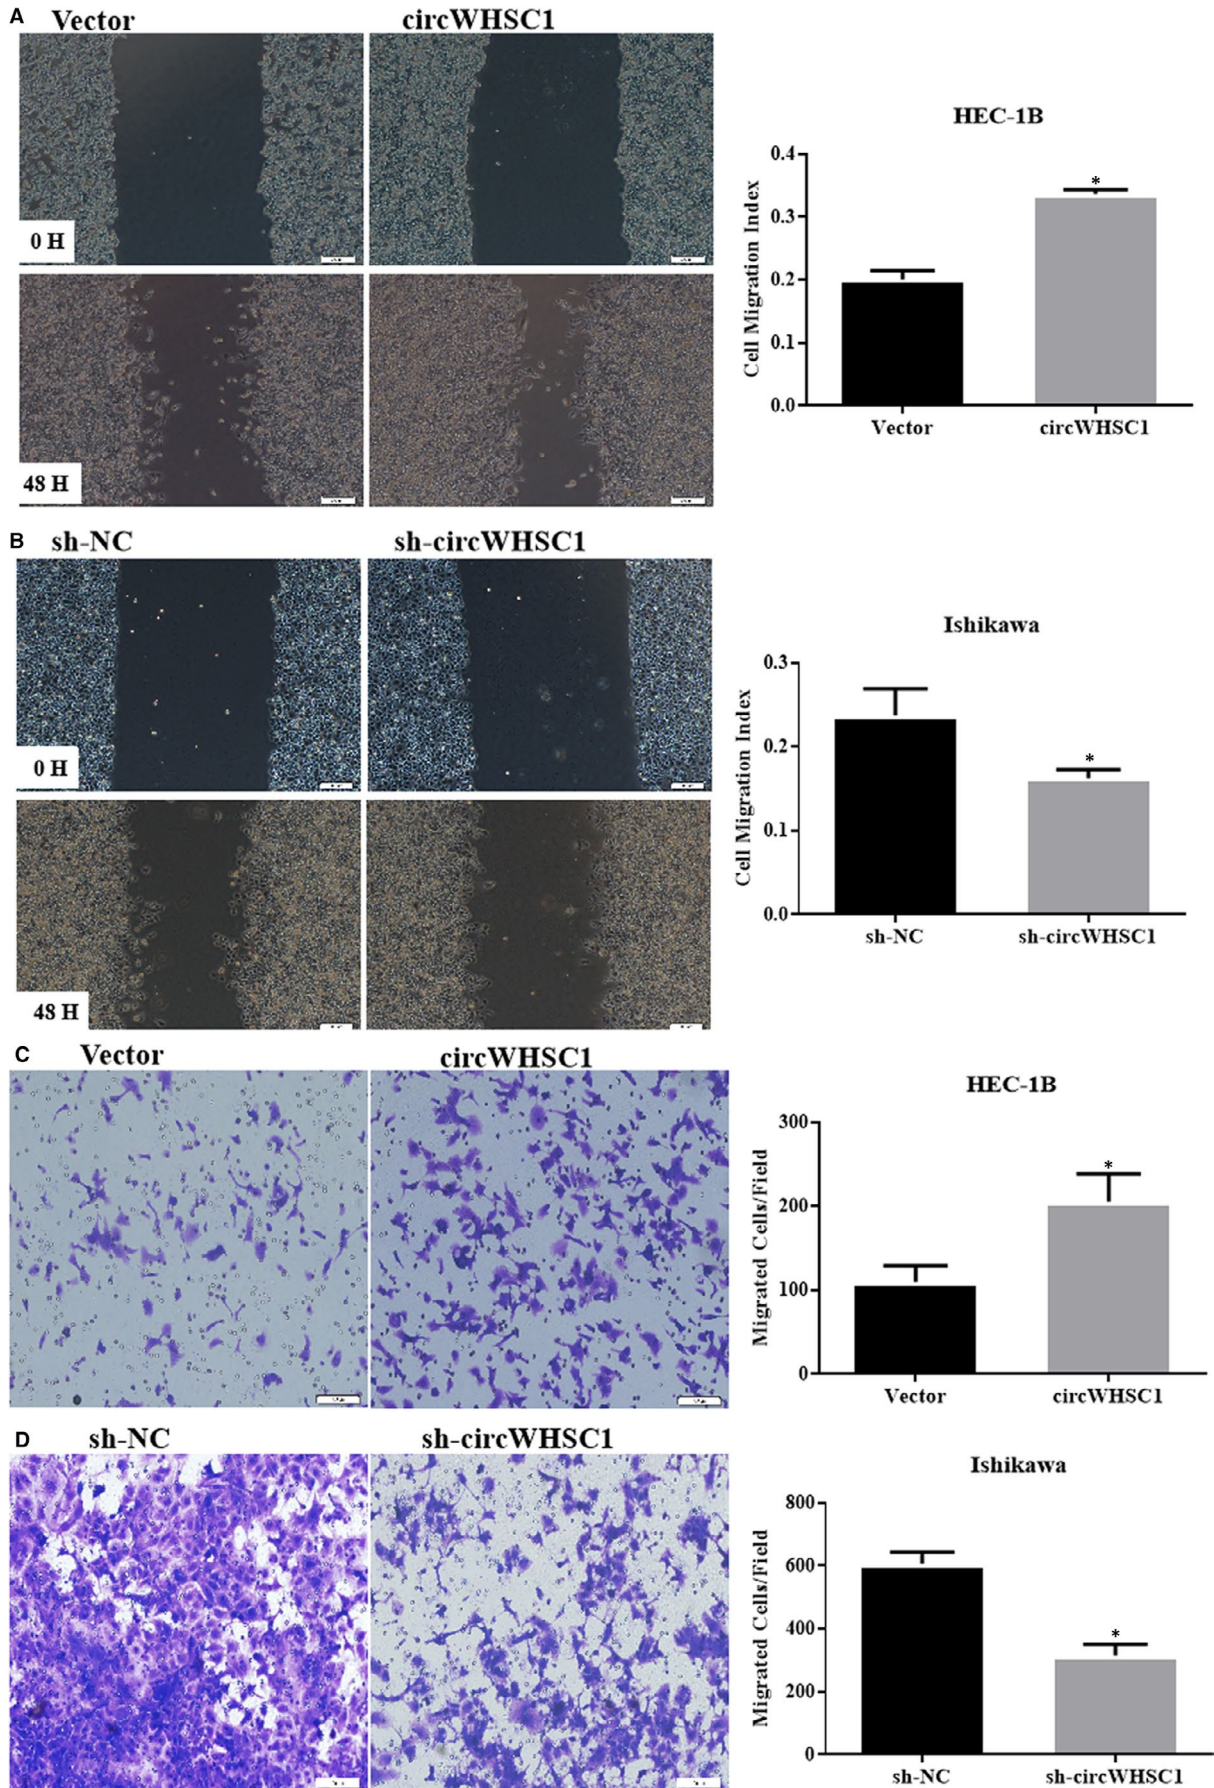 A Vector circWHSC1
0 H
48 H
HEC-1B
Cell Migration Index
0.4
0.3
0.2
0.1
0.0
*
Vector circWHSC1
B sh-NC sh-circWHSC1
0 H
48 H
Ishikawa
Cell Migration Index
0.3
0.2
0.1
0.0
*
sh-NC sh-circWHSC1
C Vector circWHSC1
HEC-1B
Migrated Cells/Field
300
200
100
0
*
Vector circWHSC1
D sh-NC sh-circWHSC1
Ishikawa
Migrated Cells/Field
800
600
400
200
0
*
sh-NC sh-circWHSC1